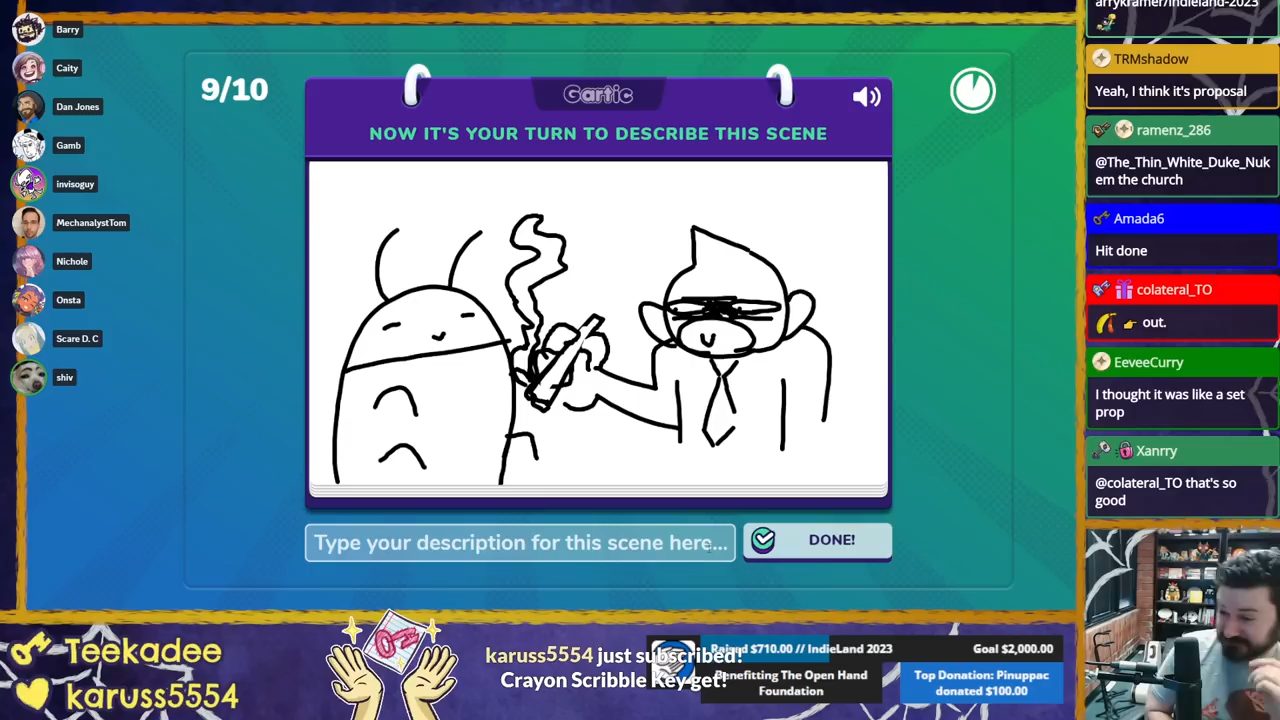 Barry
Caity
Dan Jones
Gamb
invisoguy
MechanalystTom
Nichole
Onsta
Scare D. C
shiv
9/10
Gartic
NOW IT'S YOUR TURN TO DESCRIBE THIS SCENE
Type your description for this scene here...
DONE!
arrykramer/indieland-2023
TRMshadow
Yeah, I think it's proposal
ramenz_286
@The_Thin_White_Duke_Nuk
em the church
Amada6
Hit done
colateral_TO
out.
EeveeCurry
I thought it was like a set
prop
Xanrry
@colateral_TO that's so
good
Teekadee
karuss5554
karuss5554 just subscribed!
Crayon Scribble Key get!
Raised $710.00 // IndieLand 2023
Goal $2,000.00
Benefitting The Open Hand
Foundation
Top Donation: Pinuppac
donated $100.00